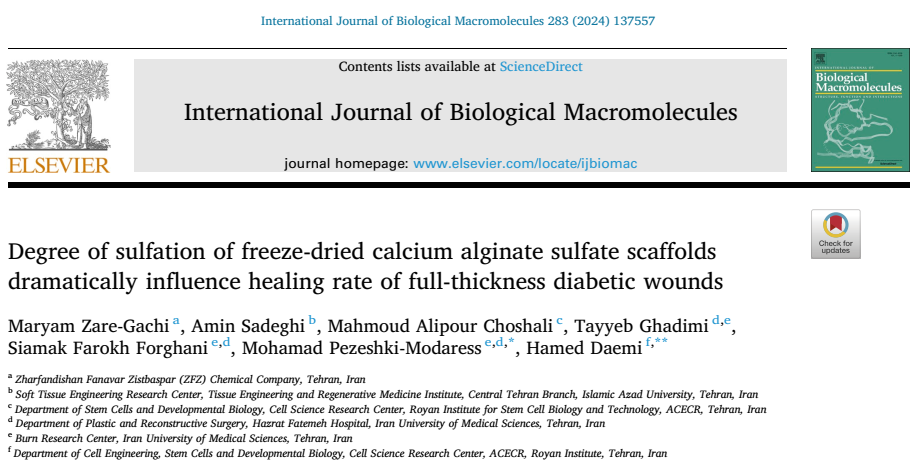 International Journal of Biological Macromolecules 283 (2024) 137557
Contents lists available at ScienceDirect
International Journal of Biological Macromolecules
journal homepage: www.elsevier.com/locate/ijbiomac
ELSEVIER
Biological
Macromolecules
Check for
updates
Degree of sulfation of freeze-dried calcium alginate sulfate scaffolds
dramatically influence healing rate of full-thickness diabetic wounds
Maryam Zare-Gachi a, Amin Sadeghi b, Mahmoud Alipour Choshali c, Tayyeb Ghadimi d,e,
Siamak Farokh Forghani e,d, Mohamad Pezeshki-Modaress e,d,*, Hamed Daemi f,**
a Zharfandishan Fanavar Zistbaspar (ZFZ) Chemical Company, Tehran, Iran
b Soft Tissue Engineering Research Center, Tissue Engineering and Regenerative Medicine Institute, Central Tehran Branch, Islamic Azad University, Tehran, Iran
c Department of Stem Cells and Developmental Biology, Cell Science Research Center, Royan Institute for Stem Cell Biology and Technology, ACECR, Tehran, Iran
d Department of Plastic and Reconstructive Surgery, Hazrat Fatemeh Hospital, Iran University of Medical Sciences, Tehran, Iran
e Burn Research Center, Iran University of Medical Sciences, Tehran, Iran
f Department of Cell Engineering, Stem Cells and Developmental Biology, Cell Science Research Center, ACECR, Royan Institute, Tehran, Iran